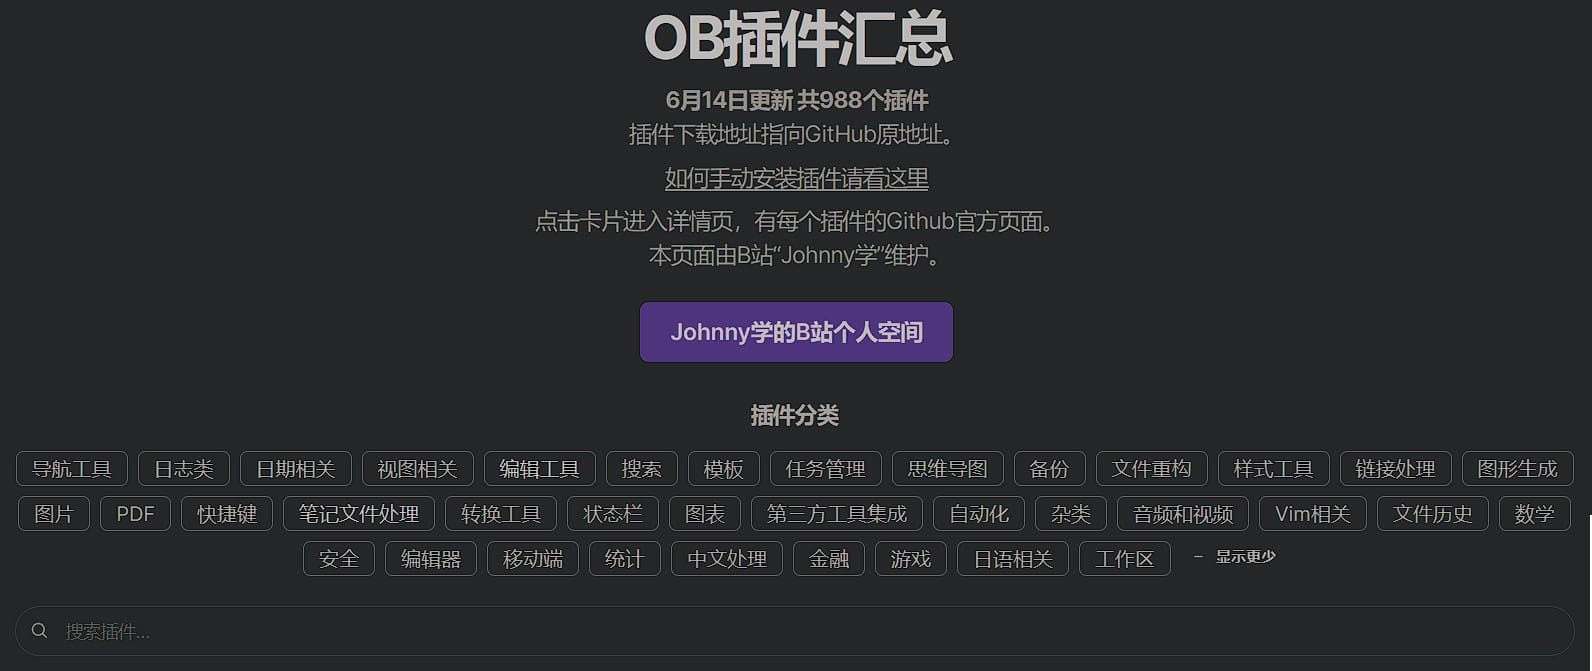 OB插件汇总
6月14日更新 共988个插件
插件下载地址指向GitHub原地址。
如何手动安装插件请看这里
点击卡片进入详情页，有每个插件的Github官方页面。
本页面由B站“Johnny学”维护。
Johnny学的B站个人空间
插件分类
导航工具 日志类 日期相关 视图相关 编辑工具 搜索 模板 任务管理 思维导图 备份 文件重构 样式工具 链接处理 图形生成
图片 PDF 快捷键 笔记文件处理 转换工具 状态栏 图表 第三方工具集成 自动化 杂类 音频和视频 Vim相关 文件历史 数学
安全 编辑器 移动端 统计 中文处理 金融 游戏 日语相关 工作区 − 显示更少
搜索插件...